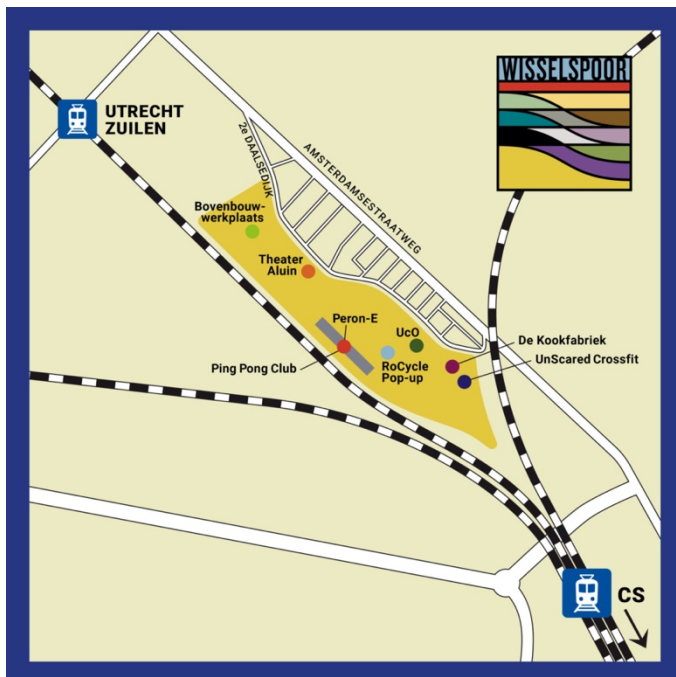 WISSELSPOOR
UTRECHT
ZUILEN
2e DAALSEDIJK
AMSTERDAMSESTRAATWEG
Bovenbouw-
werkplaats
Theater
Aluin
Peron-E
UcO
De Kookfabriek
UnScared Crossfit
Ping Pong Club
RoCycle
Pop-up
CS